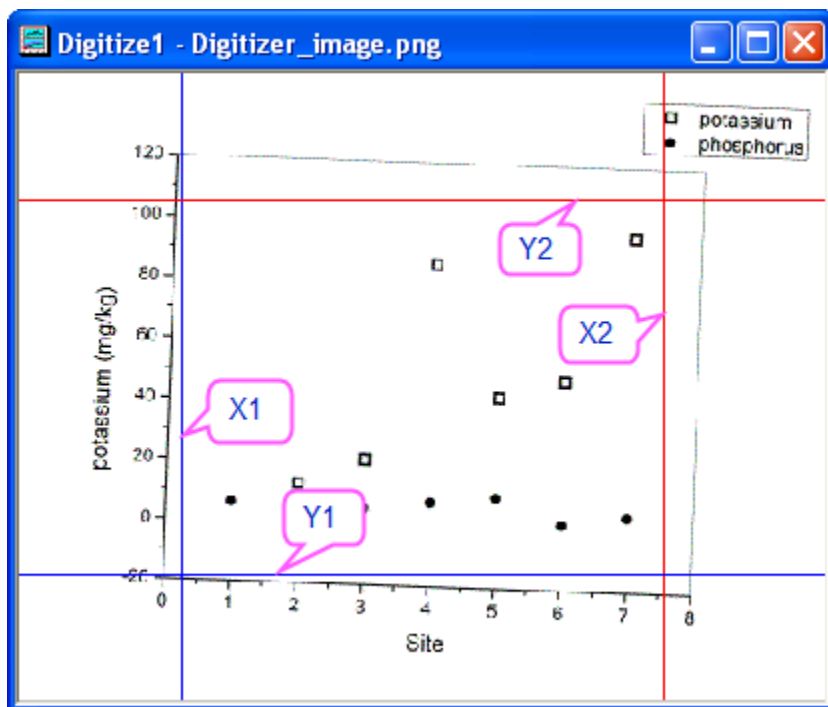 Digitize1 - Digitizer_image.png
potassium
phosphorus
120
100
80
60
40
20
0
-20
potassium (mg/kg)
Y2
X2
X1
Y1
0 1 2 3 4 5 6 7 8
Site